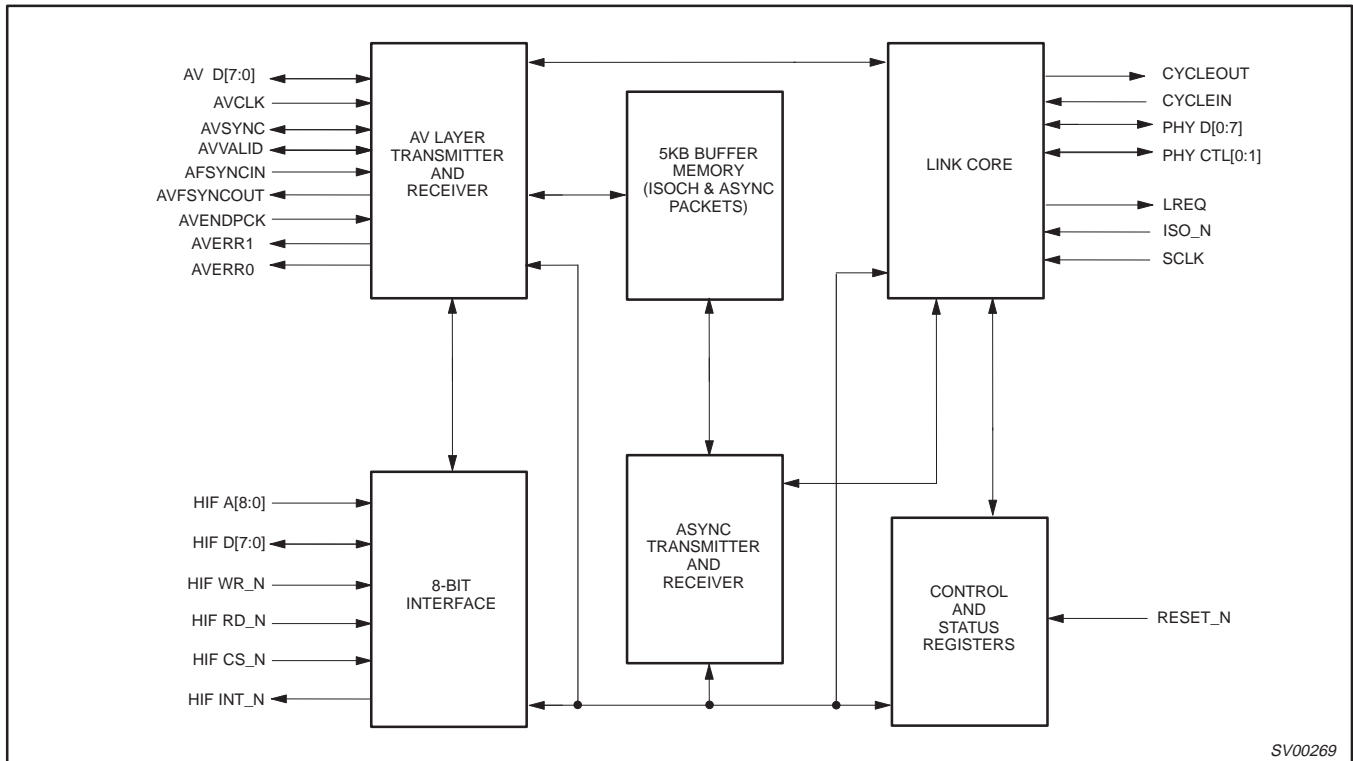 AV D[7:0]
AVCLK
AVSYNC
AVVALID
AFSYNCIN
AVFSYNCOUT
AVENDPCK
AVERR1
AVERR0
AV LAYER
TRANSMITTER
AND
RECEIVER
5KB BUFFER
MEMORY
(ISOCH & ASYNC
PACKETS)
LINK CORE
CYCLEOUT
CYCLEIN
PHY D[0:7]
PHY CTL[0:1]
LREQ
ISO_N
SCLK
HIF A[8:0]
HIF D[7:0]
HIF WR_N
HIF RD_N
HIF CS_N
HIF INT_N
8-BIT
INTERFACE
ASYNC
TRANSMITTER
AND
RECEIVER
CONTROL
AND
STATUS
REGISTERS
RESET_N
SV00269